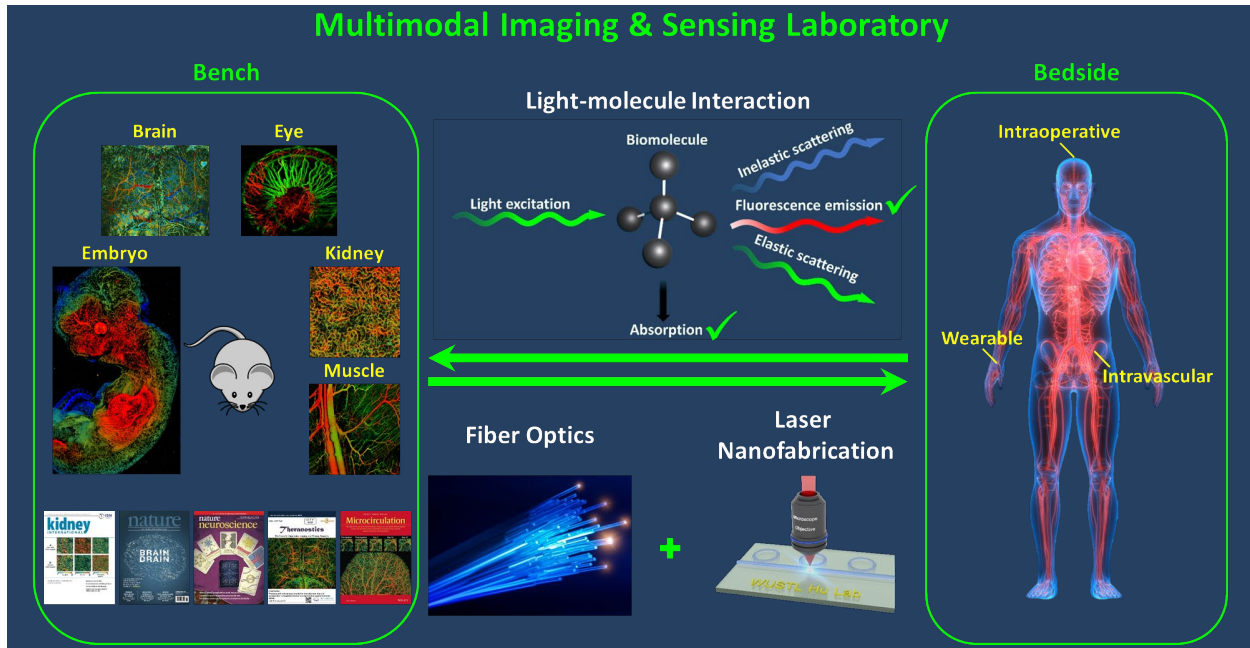 Multimodal Imaging & Sensing Laboratory
Bench
Brain
Eye
Embryo
Kidney
Muscle
kidney
INTERNATIONAL
nature
BRAIN
DRAIN
nature
neuroscience
Theranostics
Microcirculation
Light-molecule Interaction
Biomolecule
Light excitation
Inelastic scattering
Fluorescence emission
Elastic scattering
Absorption
Fiber Optics
+
Laser
Nanofabrication
Microscope
Objective
WUSTL HU LAB
Bedside
Intraoperative
Wearable
Intravascular